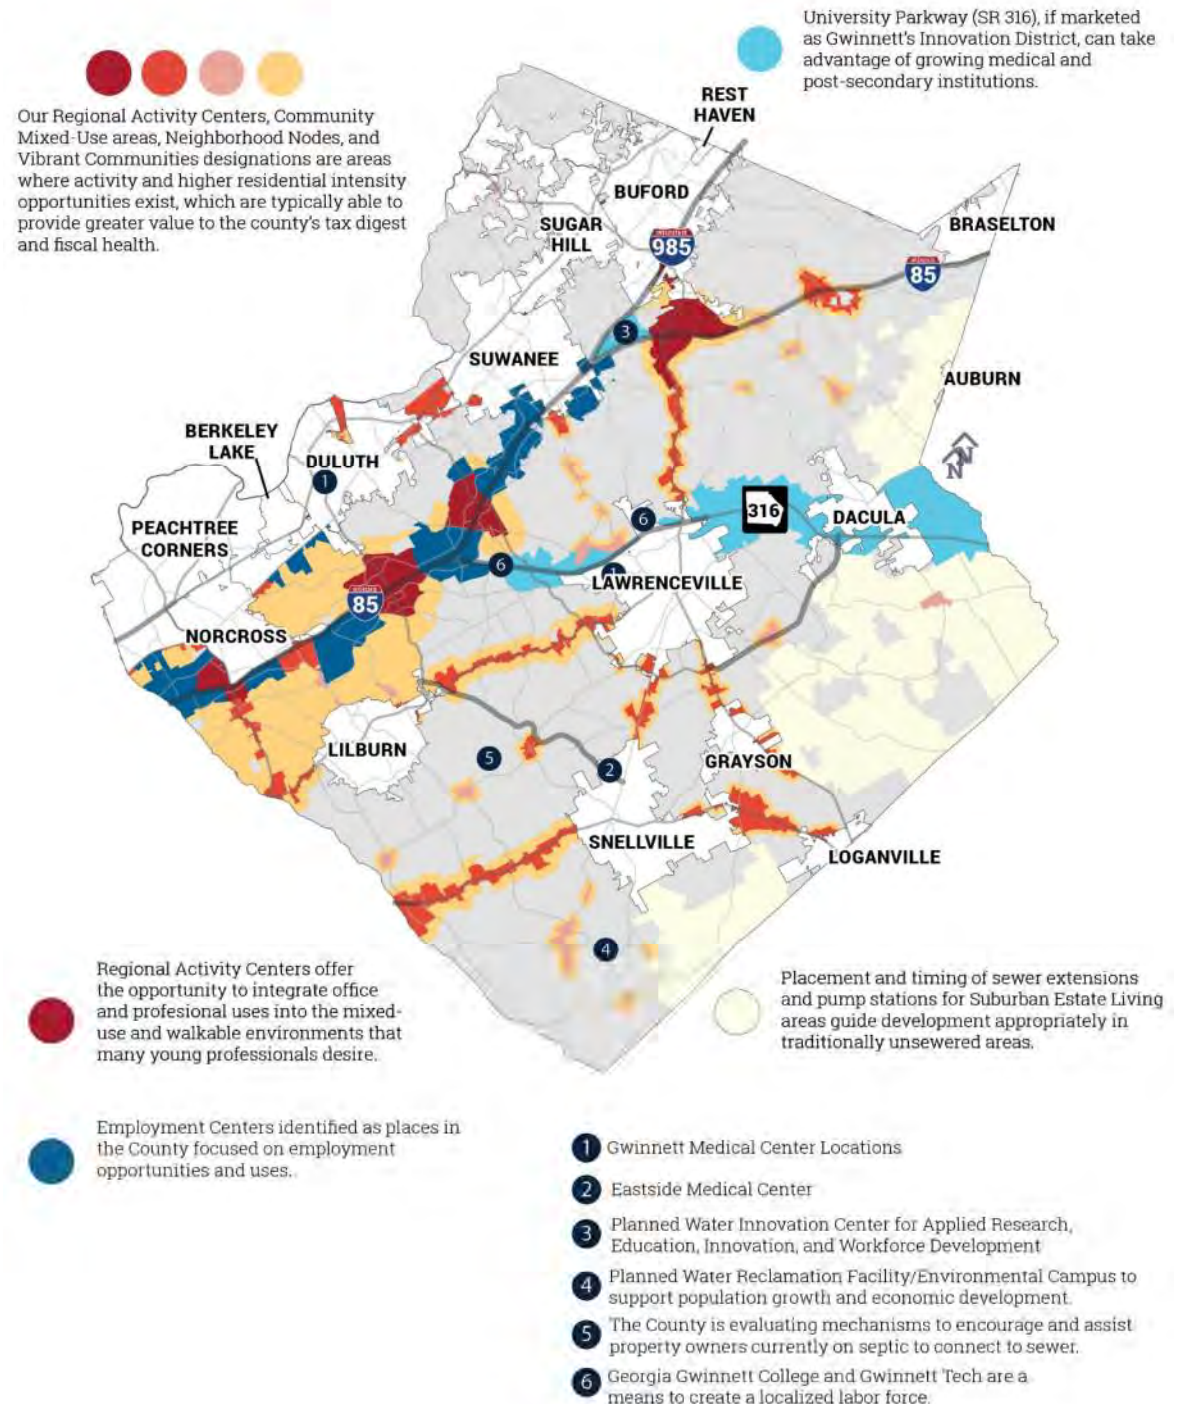 University Parkway (SR 316), if marketed
as Gwinnett's Innovation District, can take
advantage of growing medical and
post-secondary institutions.
Our Regional Activity Centers, Community
Mixed-Use areas, Neighborhood Nodes, and
Vibrant Communities designations are areas
where activity and higher residential intensity
opportunities exist, which are typically able to
provide greater value to the county's tax digest
and fiscal health.
REST
HAVEN
BUFORD
SUGAR
HILL
985
BRASELTON
85
3
SUWANEE
AUBURN
BERKELEY
LAKE
DULUTH
1
N
N
PEACHTREE
CORNERS
6
316
DACULA
6
1
LAWRENCEVILLE
85
NORCROSS
LILBURN
5
2
GRAYSON
SNELLVILLE
LOGANVILLE
4
Regional Activity Centers offer
the opportunity to integrate office
and profesional uses into the mixed-
use and walkable environments that
many young professionals desire.
Placement and timing of sewer extensions
and pump stations for Suburban Estate Living
areas guide development appropriately in
traditionally unsewered areas.
Employment Centers identified as places in
the County focused on employment
opportunities and uses.
1 Gwinnett Medical Center Locations
2 Eastside Medical Center
3 Planned Water Innovation Center for Applied Research,
Education, Innovation, and Workforce Development
4 Planned Water Reclamation Facility/Environmental Campus to
support population growth and economic development.
5 The County is evaluating mechanisms to encourage and assist
property owners currently on septic to connect to sewer.
6 Georgia Gwinnett College and Gwinnett Tech are a
means to create a localized labor force.